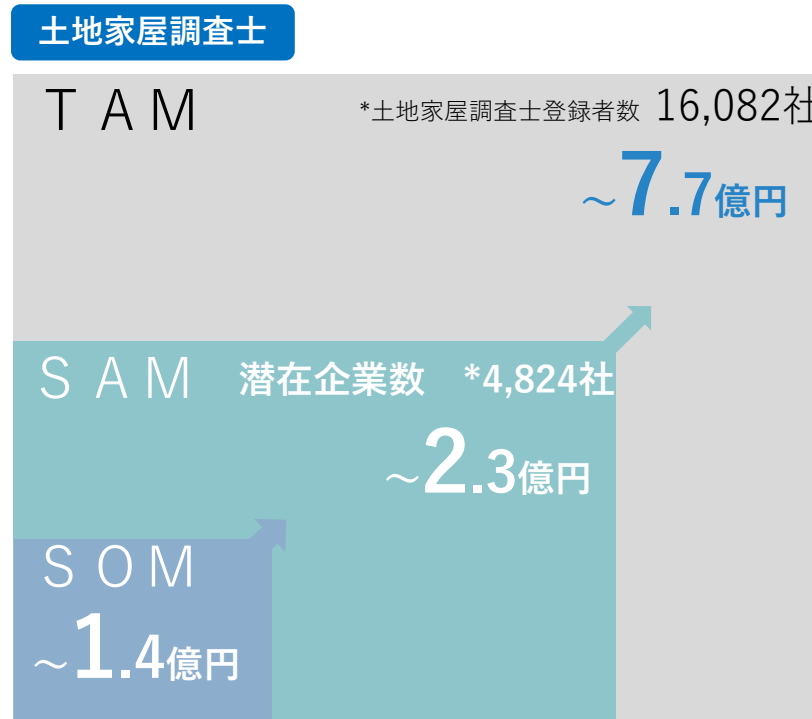 土地家屋調査士
TAM
*土地家屋調査士登録者数 16,082社
～7.7億円
SAM 潜在企業数 *4,824社
～2.3億円
SOM
～1.4億円